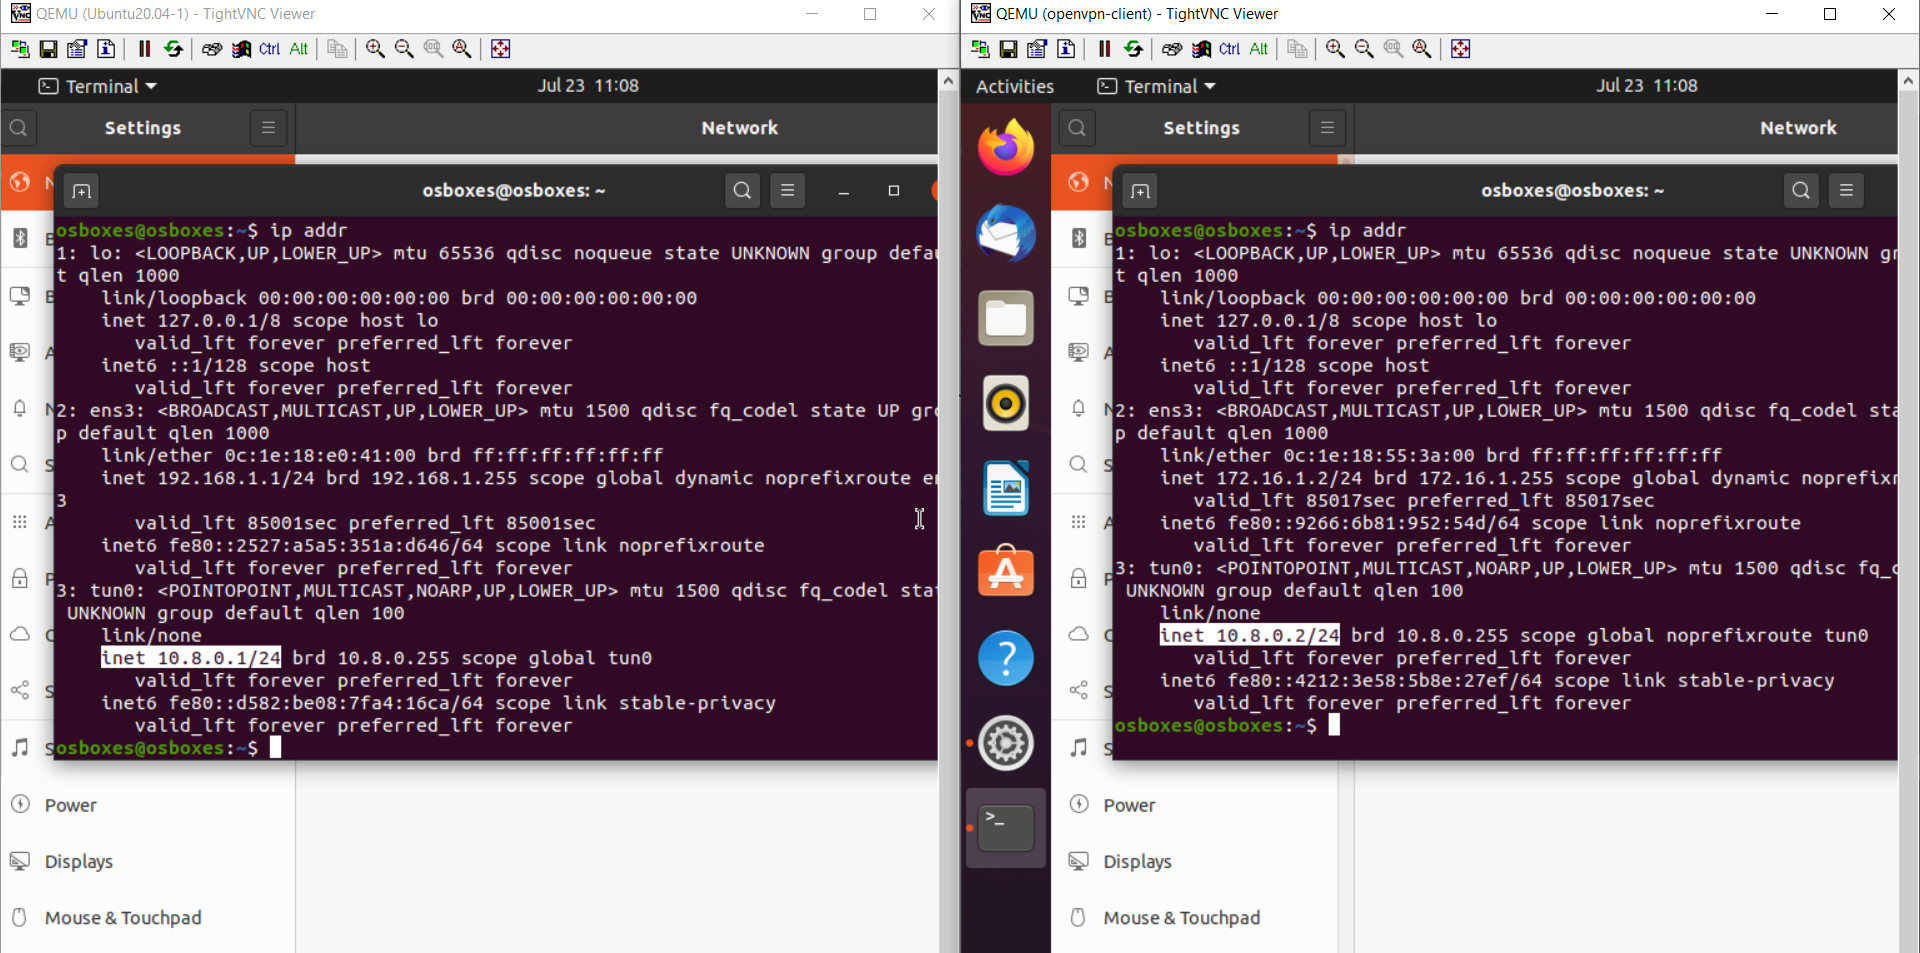 QEMU (Ubuntu20.04-1) - TightVNC Viewer
Ctrl Alt
Terminal
Jul 23 11:08
Settings
Network
osboxes@osboxes: ~
osboxes@osboxes:~$ ip addr
1: lo: <LOOPBACK,UP,LOWER_UP> mtu 65536 qdisc noqueue state UNKNOWN group defau
t qlen 1000
link/loopback 00:00:00:00:00:00 brd 00:00:00:00:00:00
inet 127.0.0.1/8 scope host lo
valid_lft forever preferred_lft forever
inet6 ::1/128 scope host
valid_lft forever preferred_lft forever
2: ens3: <BROADCAST,MULTICAST,UP,LOWER_UP> mtu 1500 qdisc fq_codel state UP gro
p default qlen 1000
link/ether 0c:1e:18:e0:41:00 brd ff:ff:ff:ff:ff:ff
inet 192.168.1.1/24 brd 192.168.1.255 scope global dynamic noprefixroute en
3
valid_lft 85001sec preferred_lft 85001sec
inet6 fe80::2527:a5a5:351a:d646/64 scope link noprefixroute
valid_lft forever preferred_lft forever
3: tun0: <POINTOPOINT,MULTICAST,NOARP,UP,LOWER_UP> mtu 1500 qdisc fq_codel stat
UNKNOWN group default qlen 100
link/none
inet 10.8.0.1/24 brd 10.8.0.255 scope global tun0
valid_lft forever preferred_lft forever
inet6 fe80::d582:be08:7fa4:16ca/64 scope link stable-privacy
valid_lft forever preferred_lft forever
osboxes@osboxes:~$
Power
Displays
Mouse & Touchpad
QEMU (openvpn-client) - TightVNC Viewer
Ctrl Alt
Activities
Terminal
Jul 23 11:08
Settings
Network
osboxes@osboxes: ~
osboxes@osboxes:~$ ip addr
1: lo: <LOOPBACK,UP,LOWER_UP> mtu 65536 qdisc noqueue state UNKNOWN gr
t qlen 1000
link/loopback 00:00:00:00:00:00 brd 00:00:00:00:00:00
inet 127.0.0.1/8 scope host lo
valid_lft forever preferred_lft forever
inet6 ::1/128 scope host
valid_lft forever preferred_lft forever
2: ens3: <BROADCAST,MULTICAST,UP,LOWER_UP> mtu 1500 qdisc fq_codel sta
p default qlen 1000
link/ether 0c:1e:18:55:3a:00 brd ff:ff:ff:ff:ff:ff
inet 172.16.1.2/24 brd 172.16.1.255 scope global dynamic noprefixr
valid_lft 85017sec preferred_lft 85017sec
inet6 fe80::9266:6b81:952:54d/64 scope link noprefixroute
valid_lft forever preferred_lft forever
3: tun0: <POINTOPOINT,MULTICAST,NOARP,UP,LOWER_UP> mtu 1500 qdisc fq_c
UNKNOWN group default qlen 100
link/none
inet 10.8.0.2/24 brd 10.8.0.255 scope global noprefixroute tun0
valid_lft forever preferred_lft forever
inet6 fe80::4212:3e58:5b8e:27ef/64 scope link stable-privacy
valid_lft forever preferred_lft forever
osboxes@osboxes:~$
Power
Displays
Mouse & Touchpad